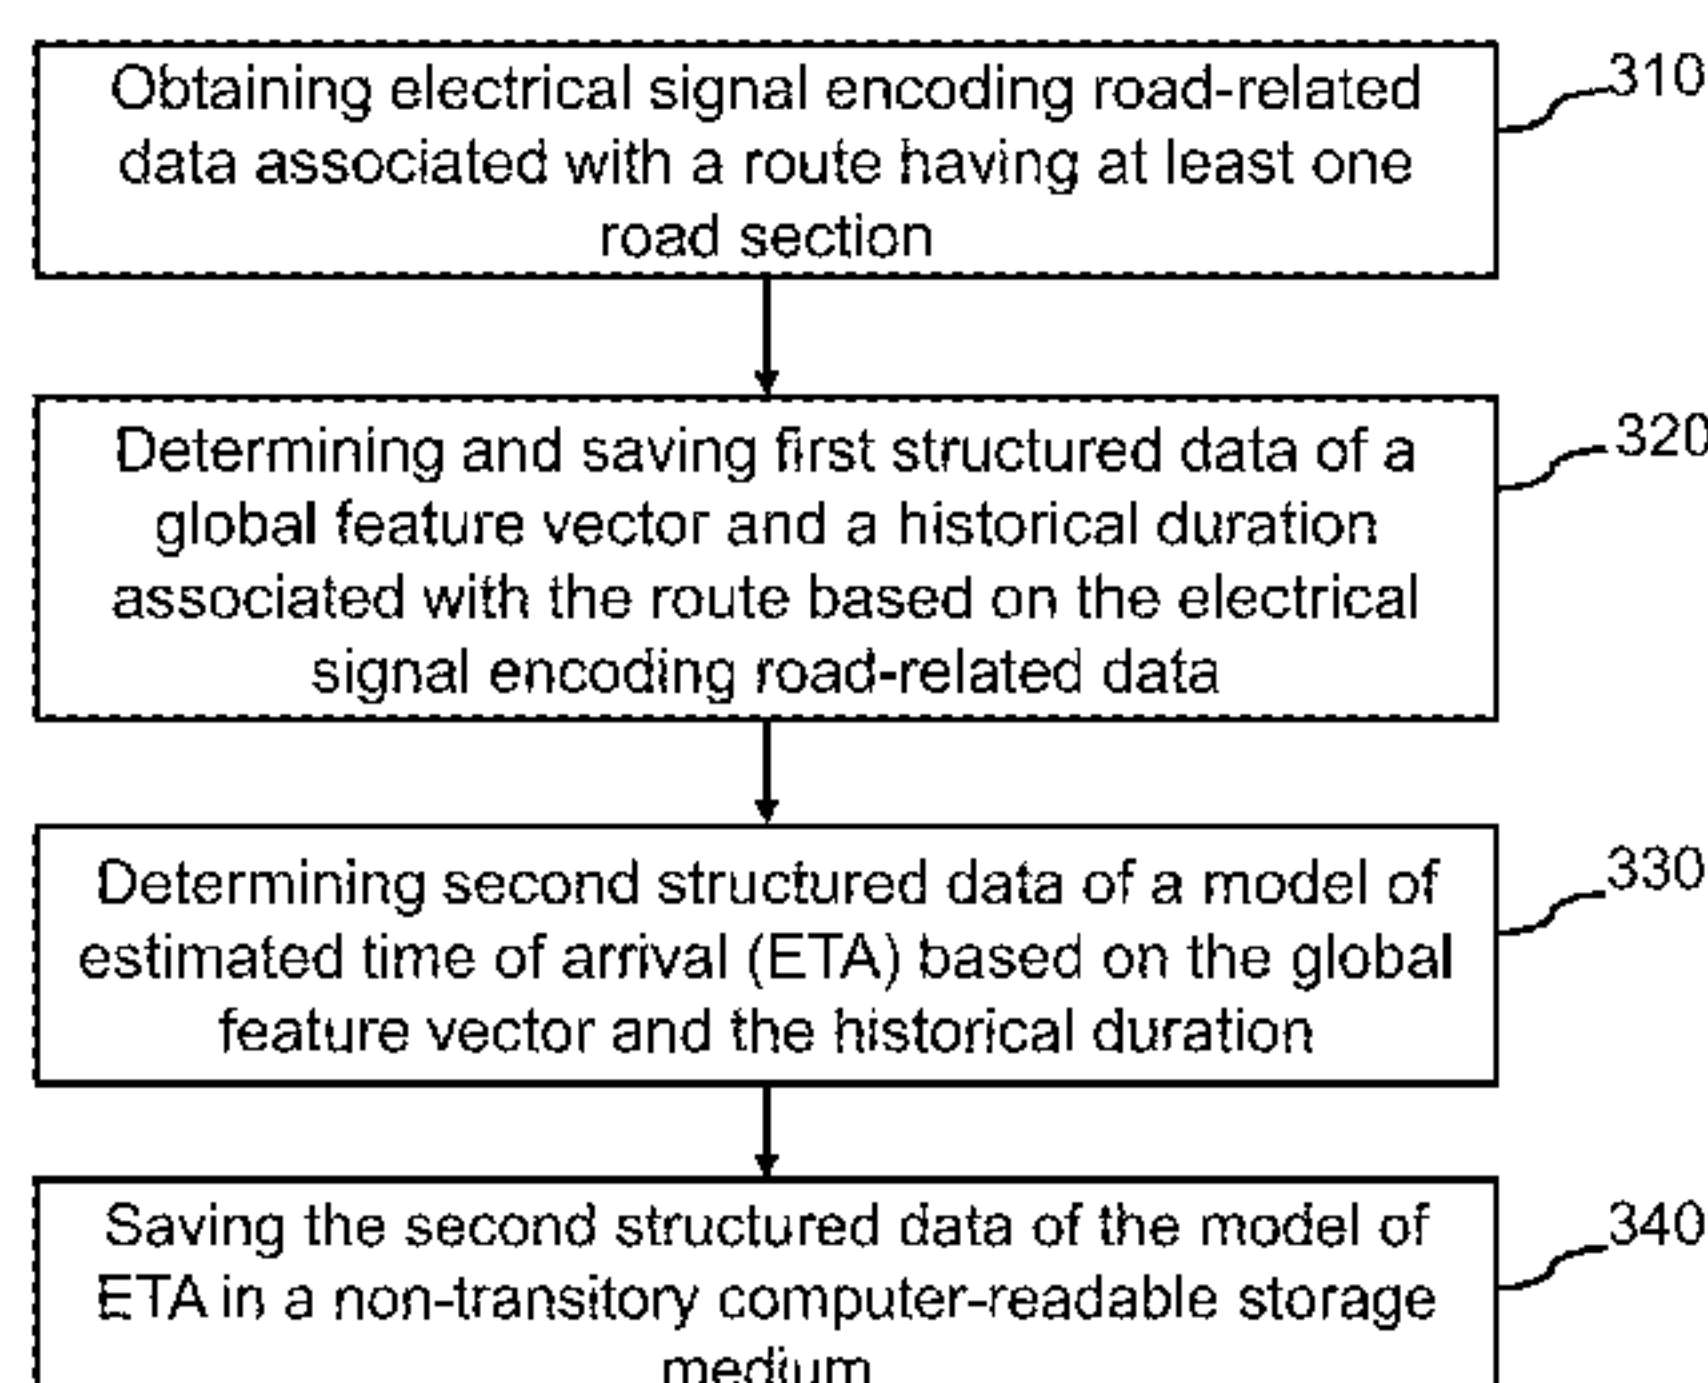 Obtaining electrical signal encoding road-related
data associated with a route having at least one
road section
310
Determining and saving first structured data of a
global feature vector and a historical duration
associated with the route based on the electrical
signal encoding road-related data
320
Determining second structured data of a model of
estimated time of arrival (ETA) based on the global
feature vector and the historical duration
330
Saving the second structured data of the model of
ETA in a non-transitory computer-readable storage
medium
340